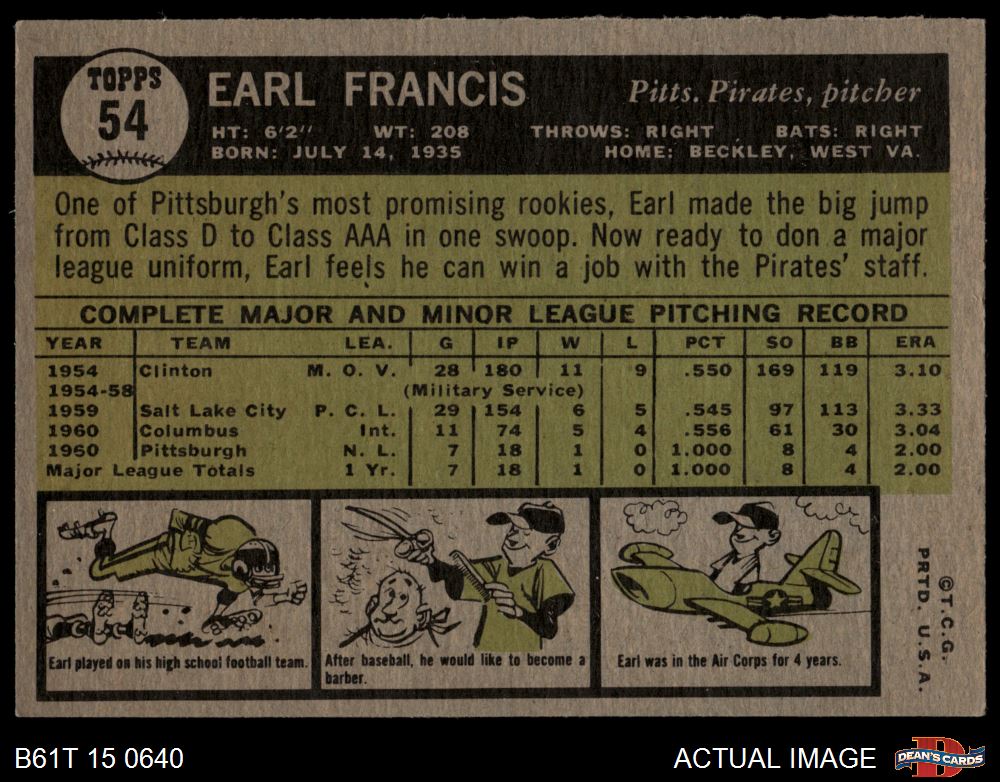 TOPPS
54
EARL FRANCIS
Pitts. Pirates, pitcher
HT: 6'2" WT: 208 THROWS: RIGHT BATS: RIGHT
BORN: JULY 14, 1935 HOME: BECKLEY, WEST VA.
One of Pittsburgh's most promising rookies, Earl made the big jump
from Class D to Class AAA in one swoop. Now ready to don a major
league uniform, Earl feels he can win a job with the Pirates' staff.
COMPLETE MAJOR AND MINOR LEAGUE PITCHING RECORD
YEAR TEAM LEA. G IP W L PCT SO BB ERA
1954 Clinton M. O. V. 28 180 11 9 .550 169 119 3.10
1954-58 (Military Service)
1959 Salt Lake City P. C. L. 29 154 6 5 .545 97 113 3.33
1960 Columbus Int. 11 74 5 4 .556 61 30 3.04
1960 Pittsburgh N. L. 7 18 1 0 1.000 8 4 2.00
Major League Totals 1 Yr. 7 18 1 0 1.000 8 4 2.00
Earl played on his high school football team.
After baseball, he would like to become a
barber.
Earl was in the Air Corps for 4 years.
©T.C.G.
PRTD. U.S.A.
B61T 15 0640
ACTUAL IMAGE
D
DEAN'S CARDS